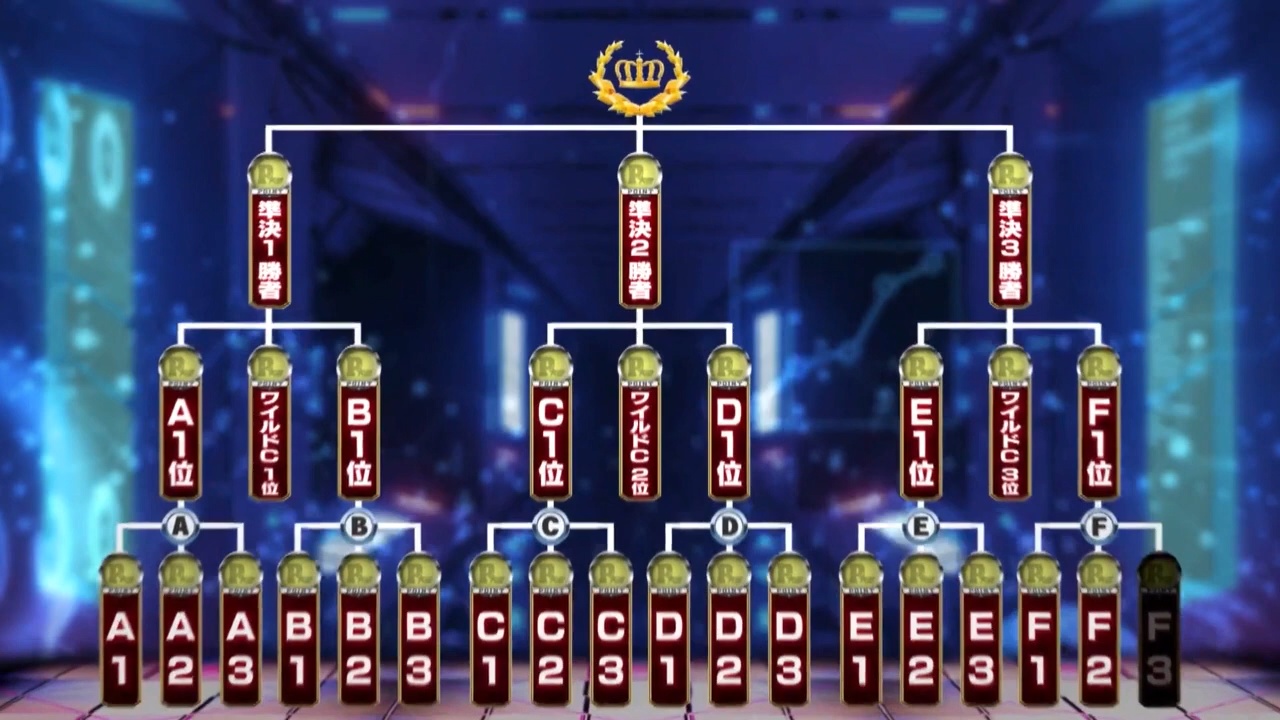 準決1 勝者
準決2 勝者
準決3 勝者
A1位
ワイルドC 1位
B1位
C1位
ワイルドC 2位
D1位
E1位
ワイルドC 3位
F1位
A
B
C
D
E
F
A1
A2
A3
B1
B2
B3
C1
C2
C3
D1
D2
D3
E1
E2
E3
F1
F2
F3